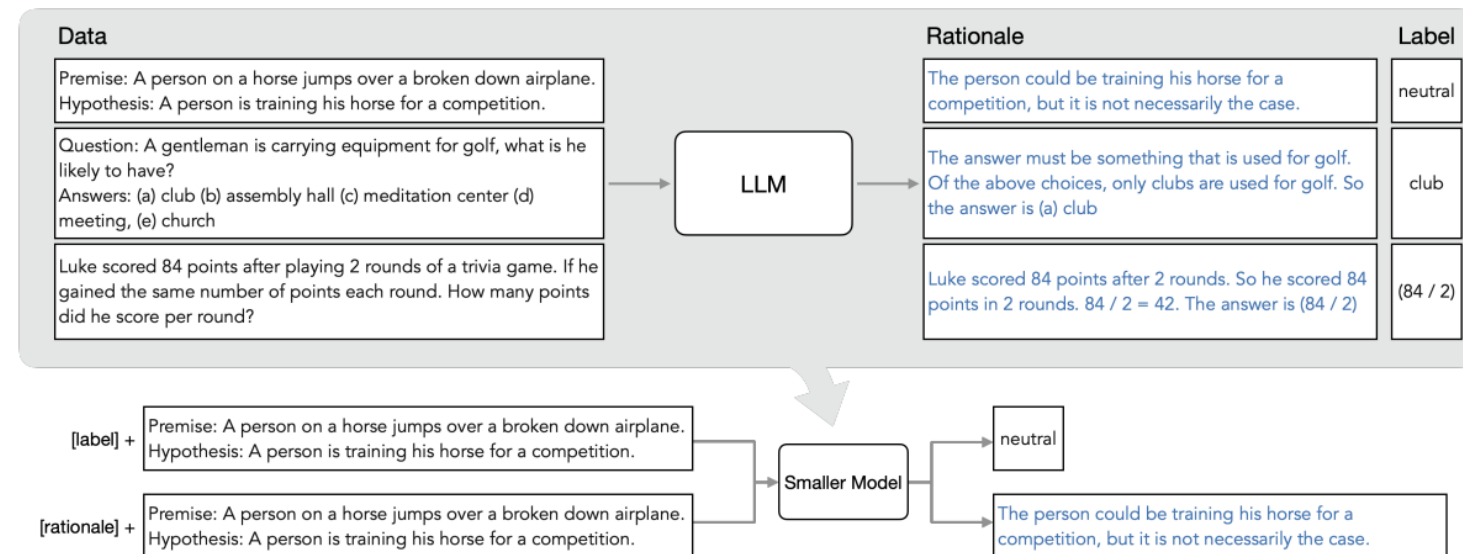 Data
Rationale
Label
Premise: A person on a horse jumps over a broken down airplane.
Hypothesis: A person is training his horse for a competition.
The person could be training his horse for a
competition, but it is not necessarily the case.
neutral
Question: A gentleman is carrying equipment for golf, what is he
likely to have?
Answers: (a) club (b) assembly hall (c) meditation center (d)
meeting, (e) church
LLM
The answer must be something that is used for golf.
Of the above choices, only clubs are used for golf. So
the answer is (a) club
club
Luke scored 84 points after playing 2 rounds of a trivia game. If he
gained the same number of points each round. How many points
did he score per round?
Luke scored 84 points after 2 rounds. So he scored 84
points in 2 rounds. 84 / 2 = 42. The answer is (84 / 2)
(84 / 2)
[label] +
Premise: A person on a horse jumps over a broken down airplane.
Hypothesis: A person is training his horse for a competition.
neutral
Smaller Model
[rationale] +
Premise: A person on a horse jumps over a broken down airplane.
Hypothesis: A person is training his horse for a competition.
The person could be training his horse for a
competition, but it is not necessarily the case.